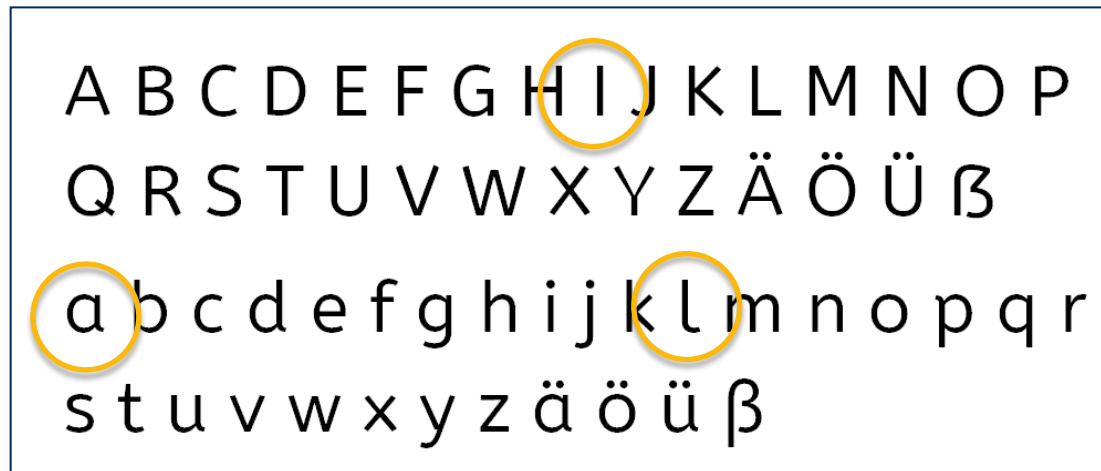 A B C D E F G H I J K L M N O P
Q R S T U V W X Y Z Ä Ö Ü ẞ
a b c d e f g h i j k l m n o p q r
s t u v w x y z ä ö ü ß